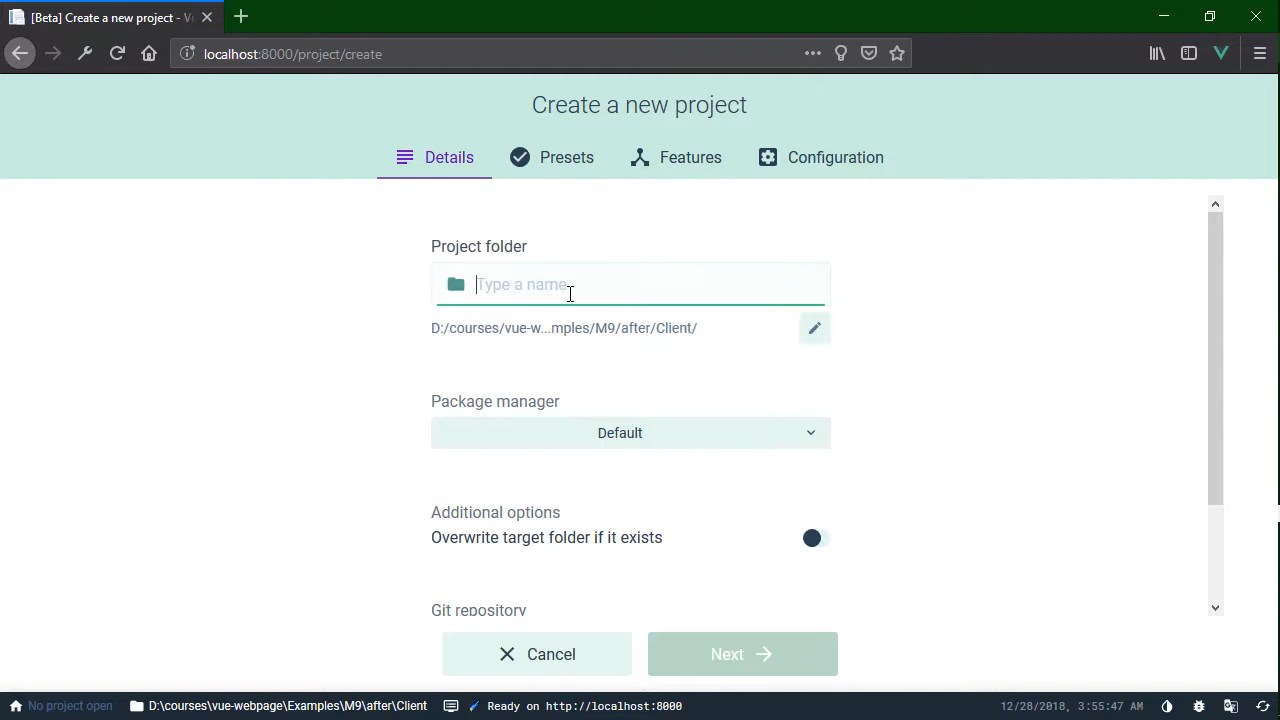 [Beta] Create a new project - Vu
localhost:8000/project/create
Create a new project
Details
Presets
Features
Configuration
Project folder
Type a name
D:/courses/vue-w...mples/M9/after/Client/
Package manager
Default
Additional options
Overwrite target folder if it exists
Git repository
Cancel
Next
No project open
D:\courses\vue-webpage\Examples\M9\after\Client
Ready on http://localhost:8000
12/28/2018, 3:55:47 AM